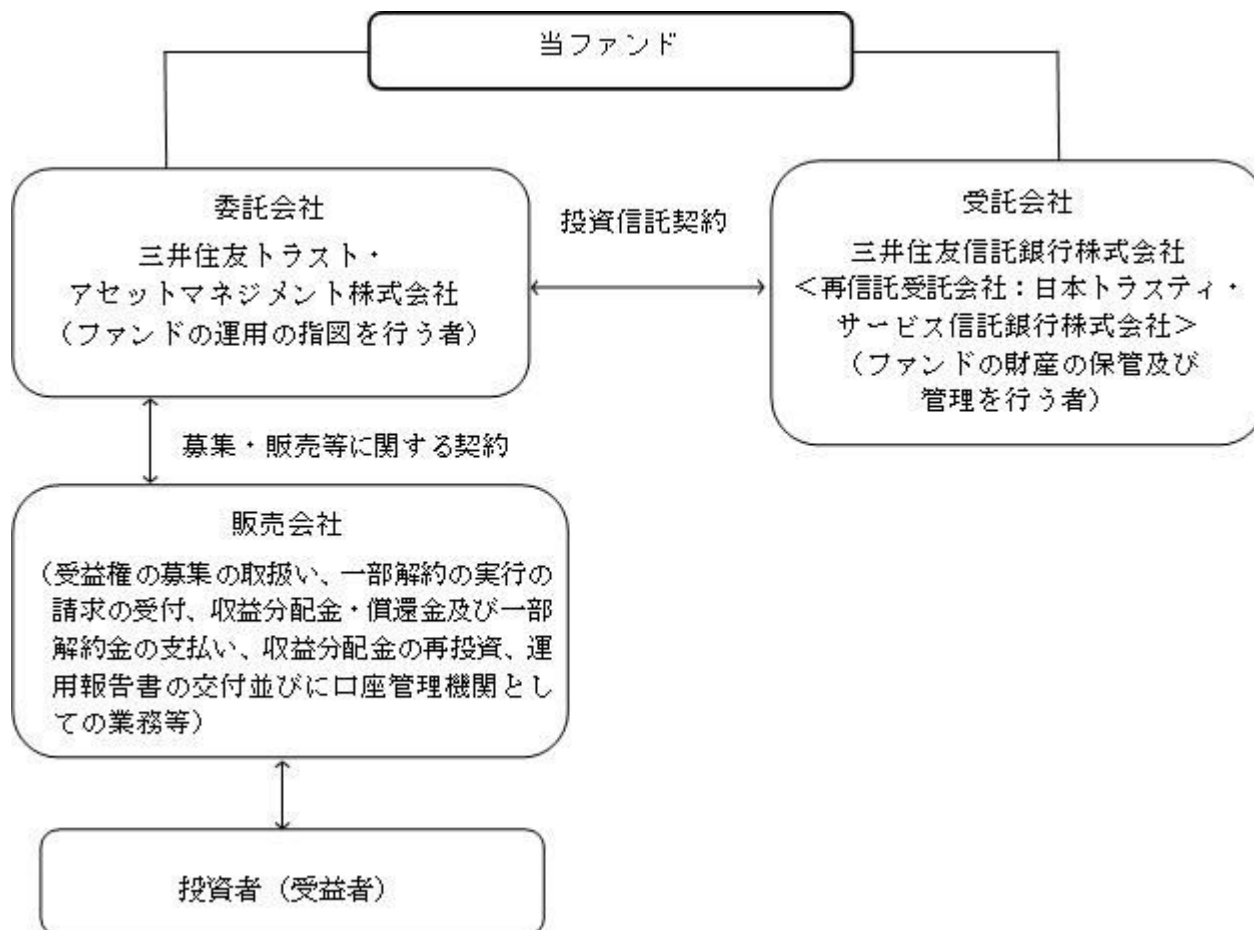 当ファンド
委託会社
三井住友トラスト・
アセットマネジメント株式会社
（ファンドの運用の指図を行う者）
投資信託契約
受託会社
三井住友信託銀行株式会社
＜再信託受託会社：日本トラスティ・
サービス信託銀行株式会社＞
（ファンドの財産の保管及び
管理を行う者）
募集・販売等に関する契約
販売会社
（受益権の募集の取扱い、一部解約の実行の
請求の受付、収益分配金・償還金及び一部
解約金の支払い、収益分配金の再投資、運
用報告書の交付並びに口座管理機関とし
ての業務等）
投資者（受益者）